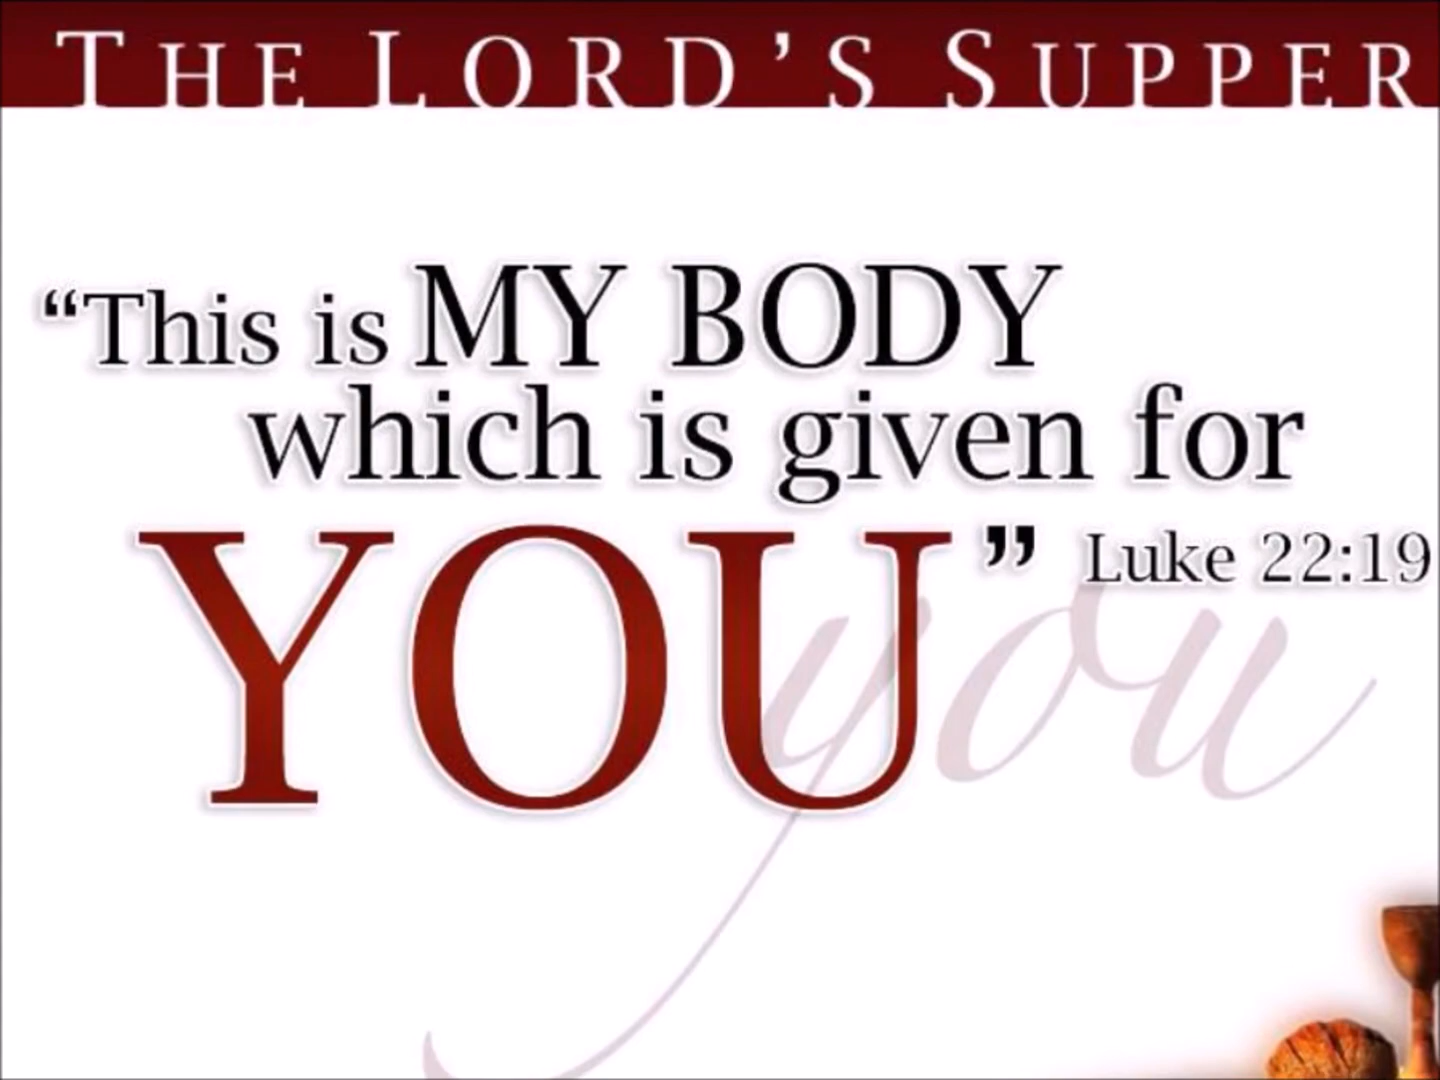 THE LORD’S SUPPER
“This is MY BODY
which is given for
YOU” Luke 22:19
you